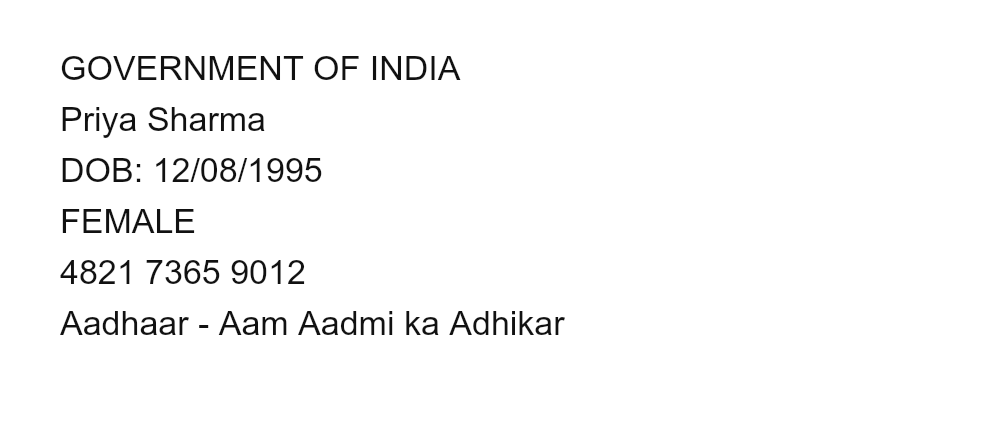 GOVERNMENT OF INDIA
Priya Sharma
DOB: 12/08/1995
FEMALE
4821 7365 9012
Aadhaar - Aam Aadmi ka Adhikar